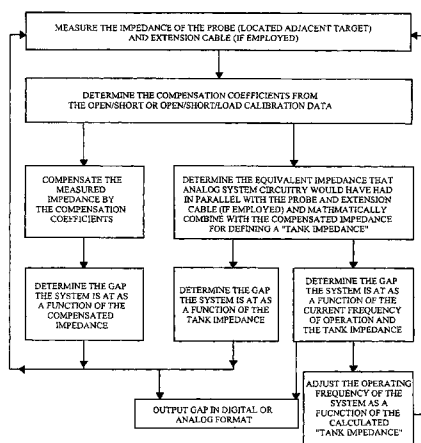 MEASURE THE IMPEDANCE OF THE PROBE (LOCATED ADJACENT TARGET)
AND EXTENSION CABLE (IF EMPLOYED)
DETERMINE THE COMPENSATION COEFFICIENTS FROM
THE OPEN/SHORT OR OPEN/SHORT/LOAD CALIBRATION DATA
COMPENSATE THE
MEASURED
IMPEDANCE BY
THE COMPENSATION
COEFFICIENTS
DETERMINE THE EQUIVALENT IMPEDANCE THAT
ANALOG SYSTEM CIRCUITRY WOULD HAVE HAD
IN PARALLEL WITH THE PROBE AND EXTENSION
CABLE (IF EMPLOYED) AND MATHMATICALLY
COMBINE WITH THE COMPENSATED IMPEDANCE
FOR DEFINING A "TANK IMPEDANCE"
DETERMINE THE GAP
THE SYSTEM IS AT AS
A FUNCTION OF THE
COMPENSATED
IMPEDANCE
DETERMINE THE GAP
THE SYSTEM IS AT AS
A FUNCTION OF THE
TANK IMPEDANCE
DETERMINE THE GAP
THE SYSTEM IS AT AS A
FUNCTION OF THE
CURRENT FREQUENCY
OF OPERATION AND
THE TANK IMPEDANCE
OUTPUT GAP IN DIGITAL OR
ANALOG FORMAT
ADJUST THE OPERATING
FREQUENCY OF THE
SYSTEM AS A
FUCNCTION OF THE
CALCULATED
"TANK IMPEDANCE"